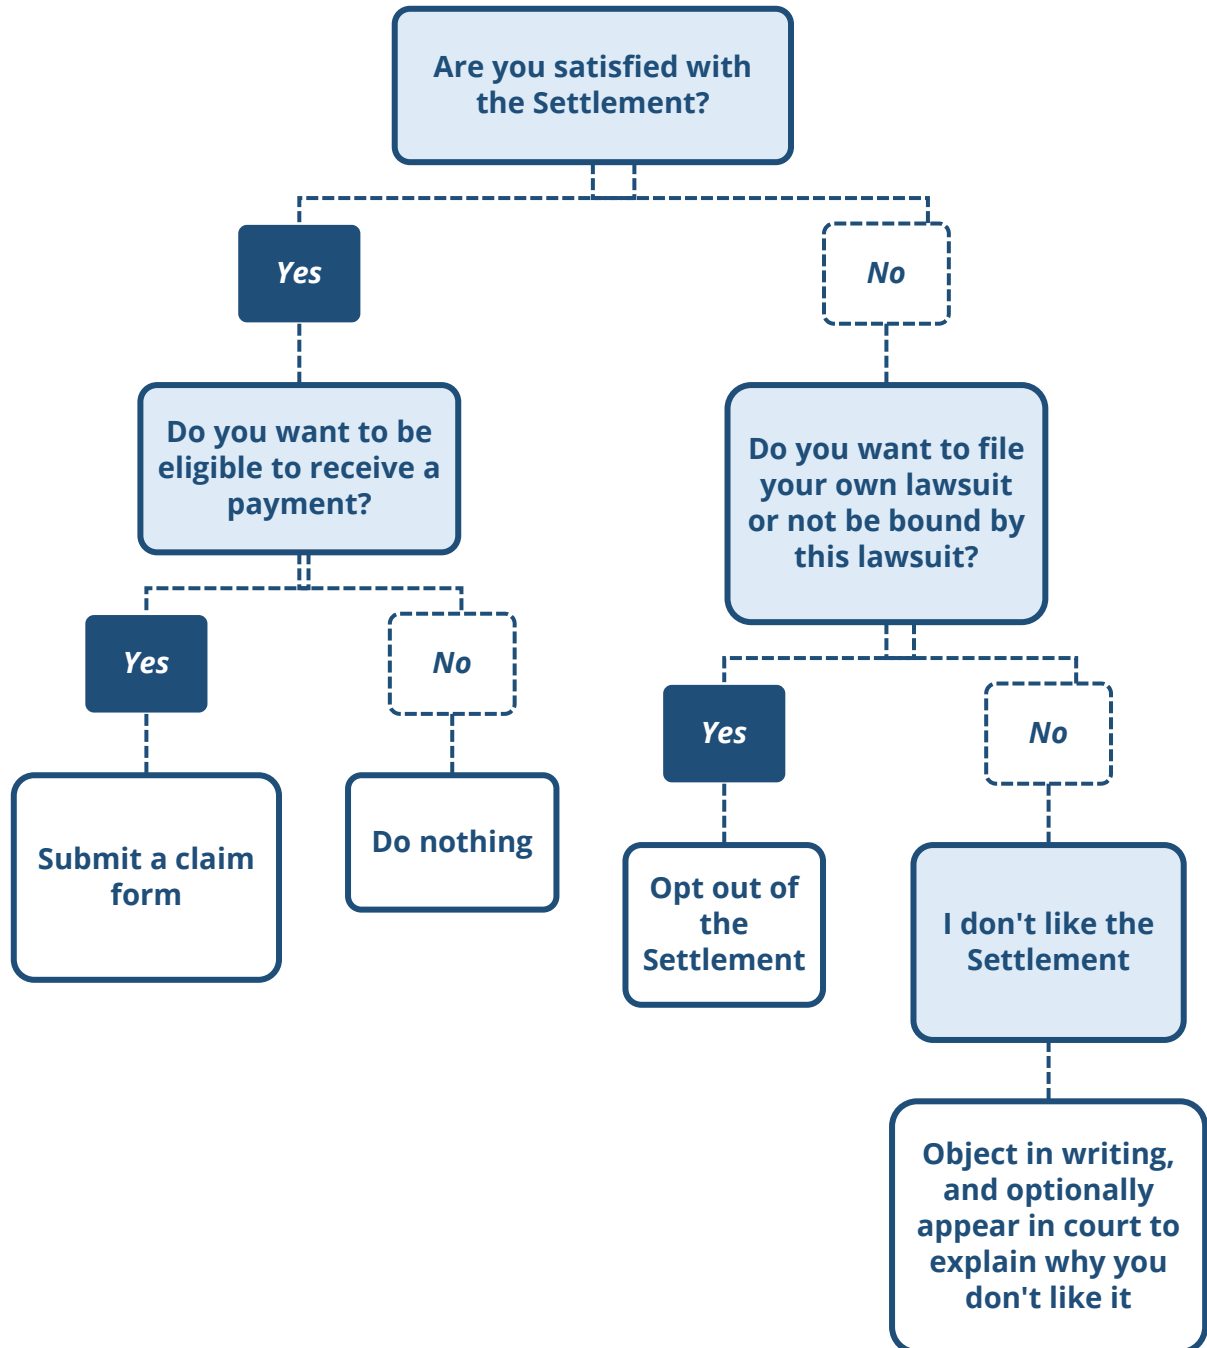 Are you satisfied with
the Settlement?
Yes
No
Do you want to be
eligible to receive a
payment?
Do you want to file
your own lawsuit
or not be bound by
this lawsuit?
Yes
No
Yes
No
Submit a claim
form
Do nothing
Opt out of
the
Settlement
I don't like the
Settlement
Object in writing,
and optionally
appear in court to
explain why you
don't like it